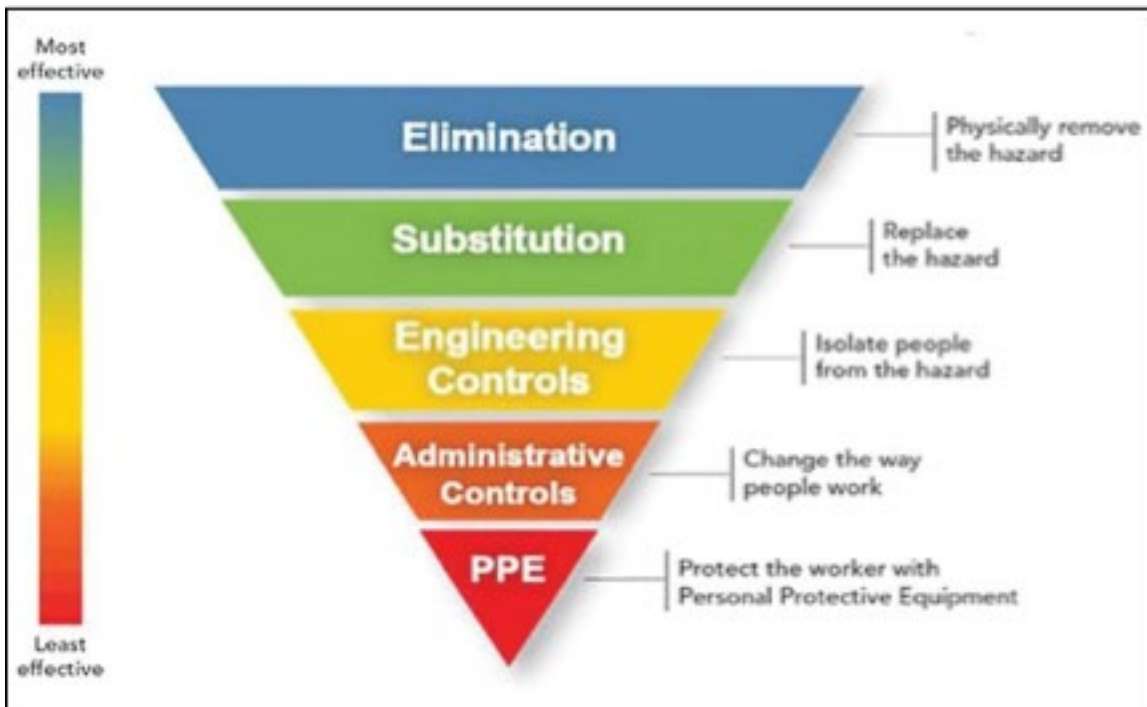 Most
effective
Elimination
Physically remove
the hazard
Substitution
Replace
the hazard
Engineering
Controls
Isolate people
from the hazard
Administrative
Controls
Change the way
people work
PPE
Protect the worker with
Personal Protective Equipment
Least
effective